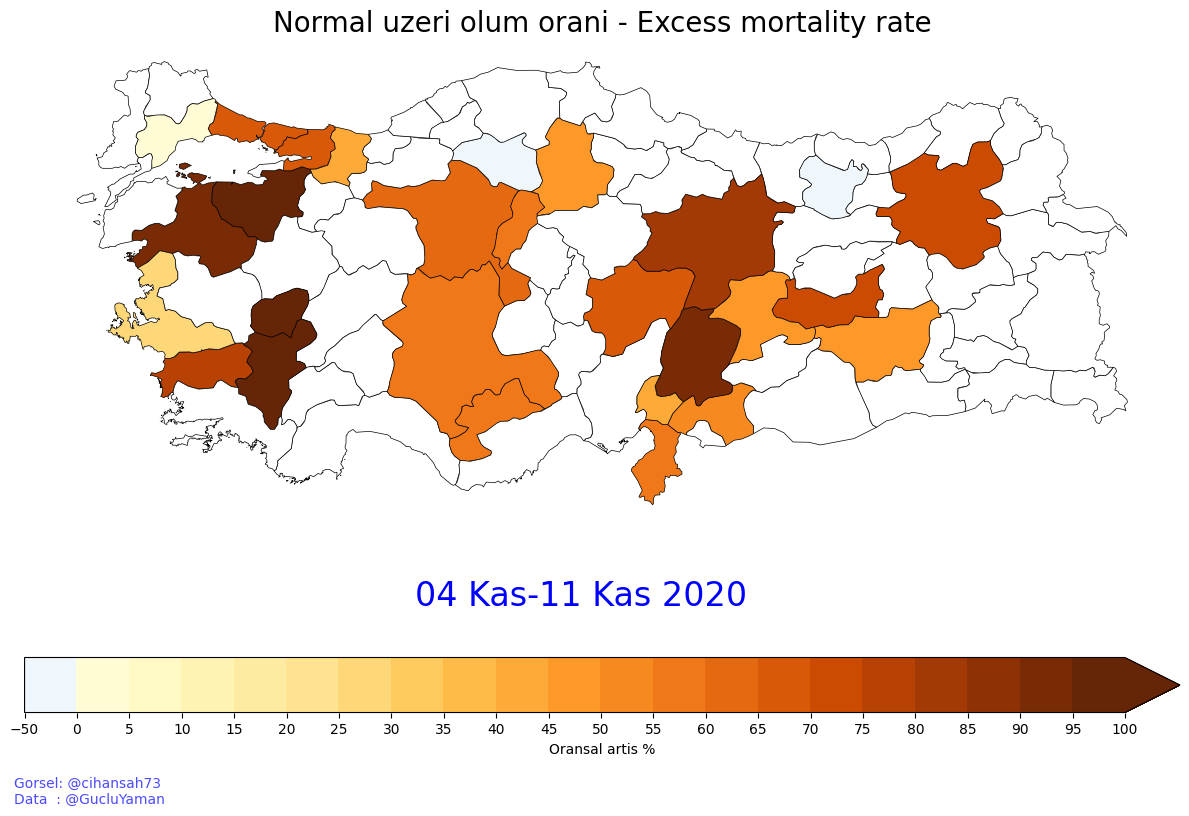 Normal uzeri olum orani - Excess mortality rate
04 Kas-11 Kas 2020
−50 0 5 10 15 20 25 30 35 40 45 50 55 60 65 70 75 80 85 90 95 100
Oransal artis %
Gorsel: @cihansah73
Data  : @GucluYaman